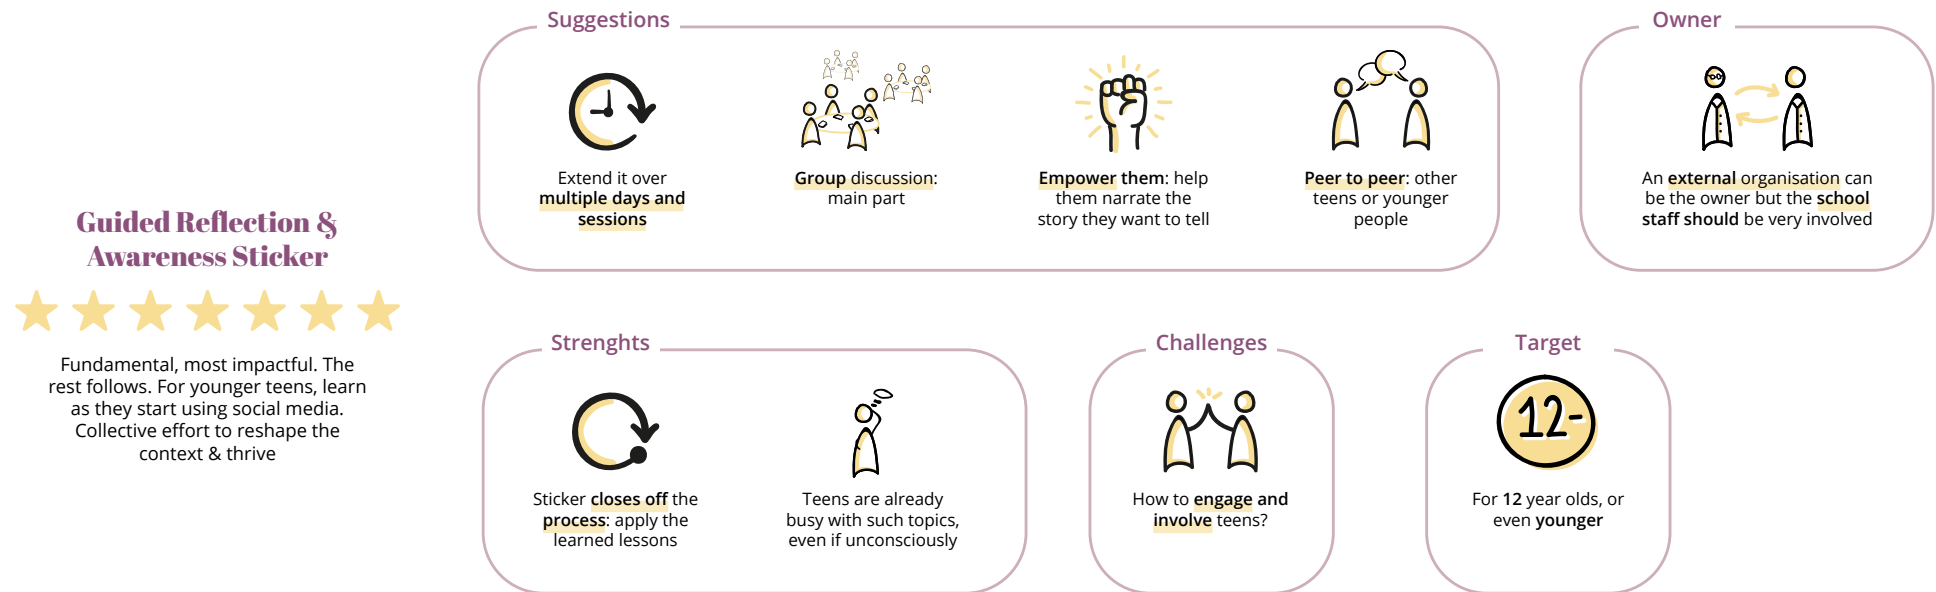 Guided Reflection &
Awareness Sticker
Fundamental, most impactful. The
rest follows. For younger teens, learn
as they start using social media.
Collective effort to reshape the
context & thrive
Suggestions
Extend it over
multiple days and
sessions
Group discussion:
main part
Empower them: help
them narrate the
story they want to tell
Peer to peer: other
teens or younger
people
Owner
An external organisation can
be the owner but the school
staff should be very involved
Strenghts
Sticker closes off the
process: apply the
learned lessons
Teens are already
busy with such topics,
even if unconsciously
Challenges
How to engage and
involve teens?
Target
12-
For 12 year olds, or
even younger